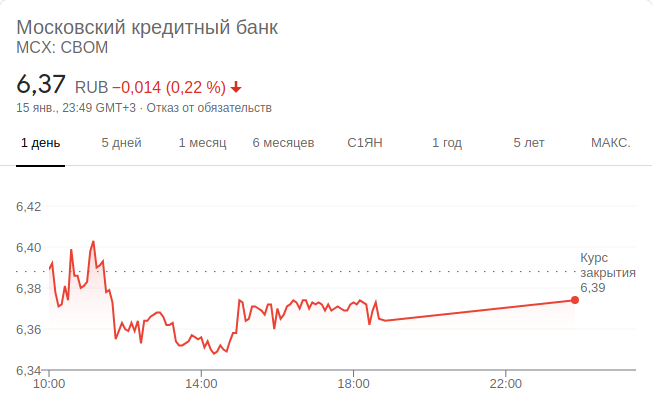 Московский кредитный банк
MCX: CBOM
6,37 RUB −0,014 (0,22 %)
15 янв., 23:49 GMT+3 · Отказ от обязательств
1 день 5 дней 1 месяц 6 месяцев С1ЯН 1 год 5 лет МАКС.
6,42
6,40
6,38
6,36
6,34
Курс
закрытия
6,39
10:00 14:00 18:00 22:00